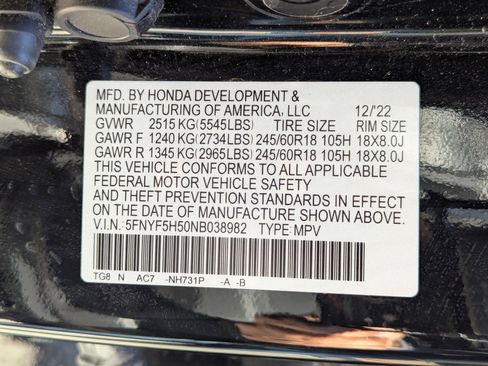 MFD. BY HONDA DEVELOPMENT &
MANUFACTURING OF AMERICA, LLC 12/'22
GVWR 2515 KG(5545LBS) TIRE SIZE RIM SIZE
GAWR F 1240 KG(2734LBS) 245/60R18 105H 18X8.0J
GAWR R 1345 KG(2965LBS) 245/60R18 105H 18X8.0J
THIS VEHICLE CONFORMS TO ALL APPLICABLE
FEDERAL MOTOR VEHICLE SAFETY
AND THEFT PREVENTION STANDARDS IN EFFECT
ON THE DATE OF MANUFACTURE SHOWN ABOVE.
V.I.N.: 5FNYF5H50NB038982 TYPE: MPV
TG8 N AC7 -NH731P -A -B